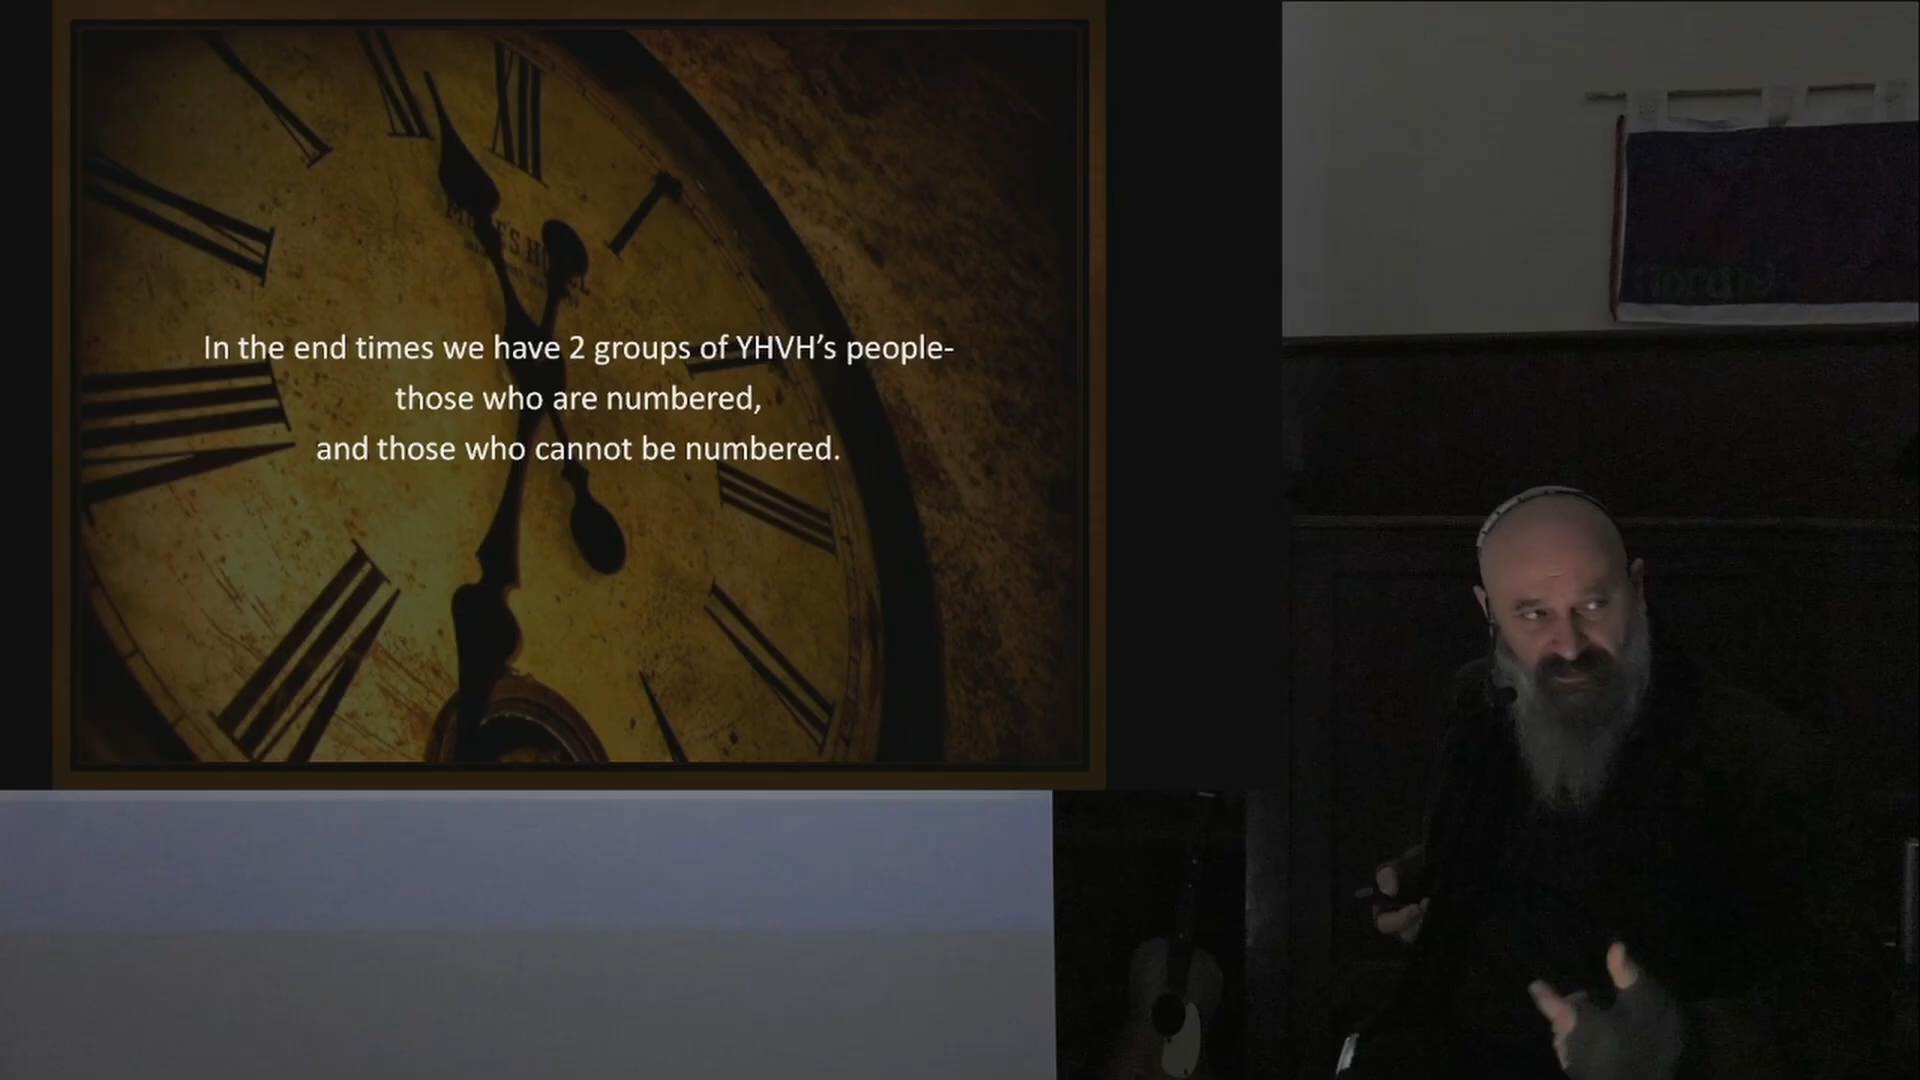 In the end times we have 2 groups of YHVH’s people-
those who are numbered,
and those who cannot be numbered.